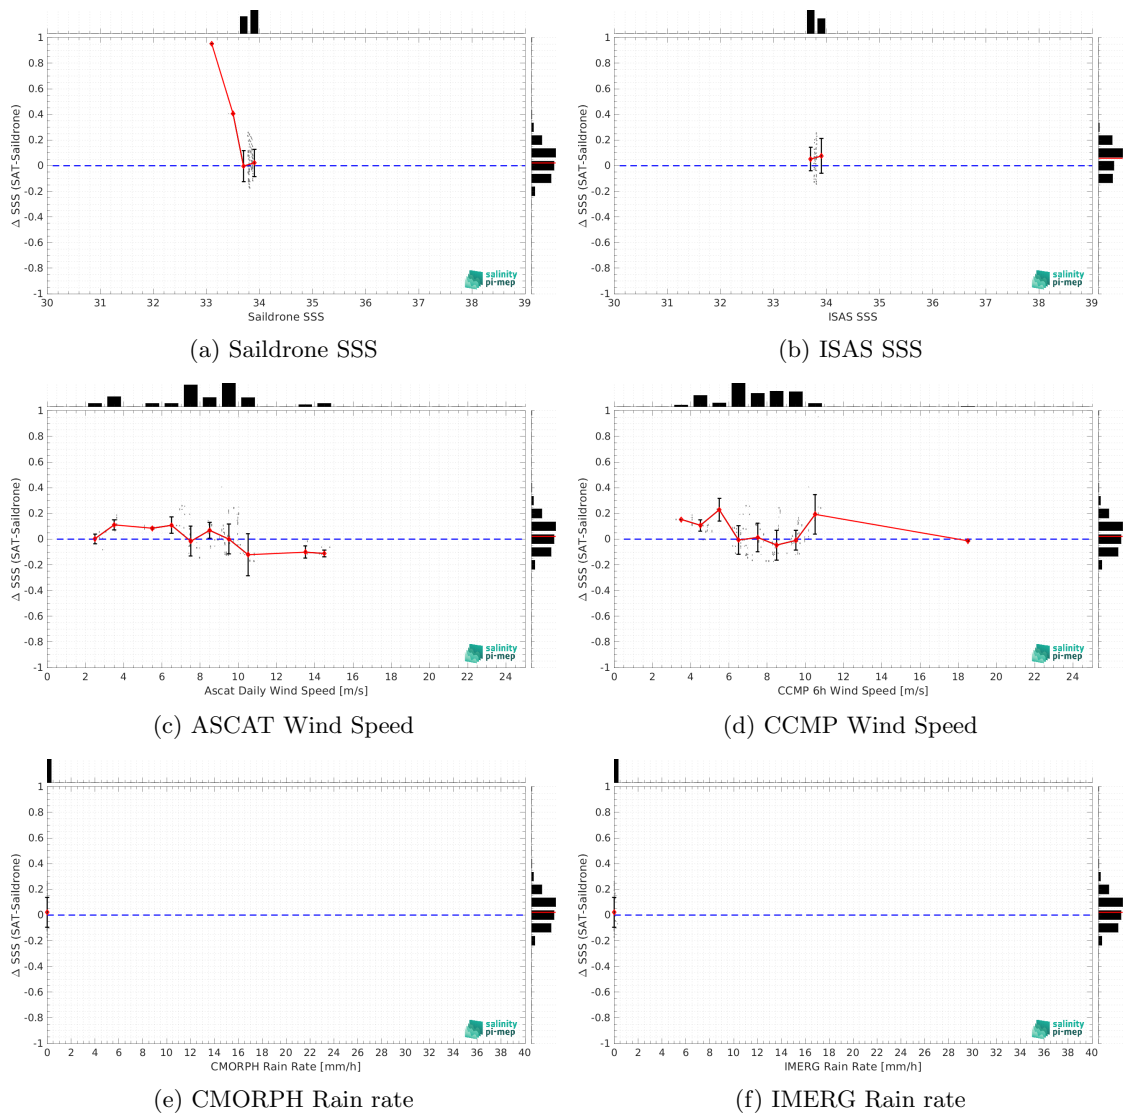 1
0.8
0.6
0.4
0.2
0
-0.2
-0.4
-0.6
-0.8
-1
Δ SSS (SAT-Saildrone)
30 31 32 33 34 35 36 37 38 39
Saildrone SSS
salinity
pi-mep
(a) Saildrone SSS
1
0.8
0.6
0.4
0.2
0
-0.2
-0.4
-0.6
-0.8
-1
Δ SSS (SAT-Saildrone)
30 31 32 33 34 35 36 37 38 39
ISAS SSS
salinity
pi-mep
(b) ISAS SSS
1
0.8
0.6
0.4
0.2
0
-0.2
-0.4
-0.6
-0.8
-1
Δ SSS (SAT-Saildrone)
0 2 4 6 8 10 12 14 16 18 20 22 24
Ascat Daily Wind Speed [m/s]
salinity
pi-mep
(c) ASCAT Wind Speed
1
0.8
0.6
0.4
0.2
0
-0.2
-0.4
-0.6
-0.8
-1
Δ SSS (SAT-Saildrone)
0 2 4 6 8 10 12 14 16 18 20 22 24
CCMP 6h Wind Speed [m/s]
salinity
pi-mep
(d) CCMP Wind Speed
1
0.8
0.6
0.4
0.2
0
-0.2
-0.4
-0.6
-0.8
-1
Δ SSS (SAT-Saildrone)
0 2 4 6 8 10 12 14 16 18 20 22 24 26 28 30 32 34 36 38 40
CMORPH Rain Rate [mm/h]
salinity
pi-mep
(e) CMORPH Rain rate
1
0.8
0.6
0.4
0.2
0
-0.2
-0.4
-0.6
-0.8
-1
Δ SSS (SAT-Saildrone)
0 2 4 6 8 10 12 14 16 18 20 22 24 26 28 30 32 34 36 38 40
IMERG Rain Rate [mm/h]
salinity
pi-mep
(f) IMERG Rain rate